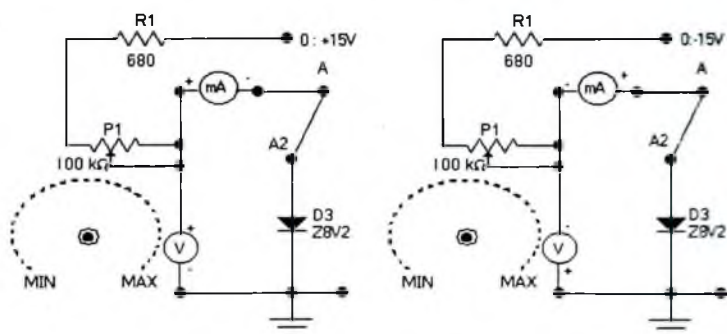 R1
0 : +15V
680
A
+ mA -
P1
A2
100 kΩ
D3
Z8V2
+
V
-
MIN MAX
R1
0:-15V
680
A
- mA +
P1
A2
100 kΩ
D3
Z8V2
-
V
+
MIN MAX